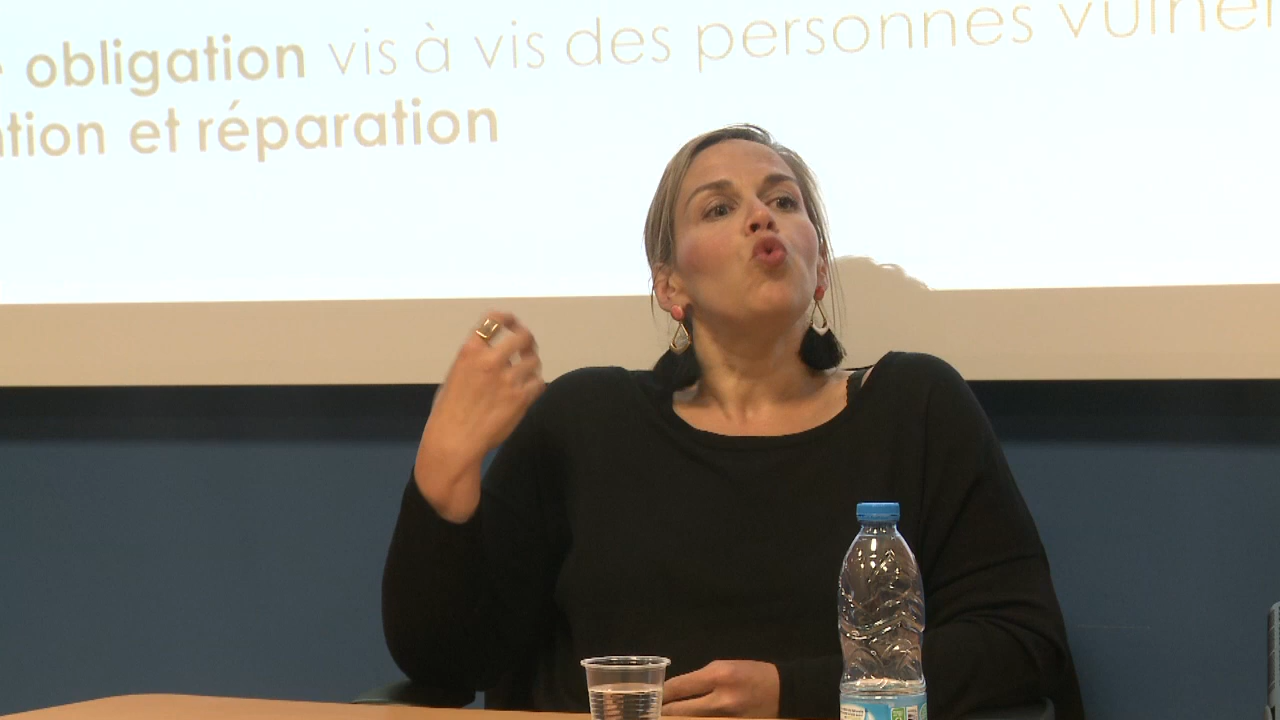 obligation vis à vis des personnes
et réparation